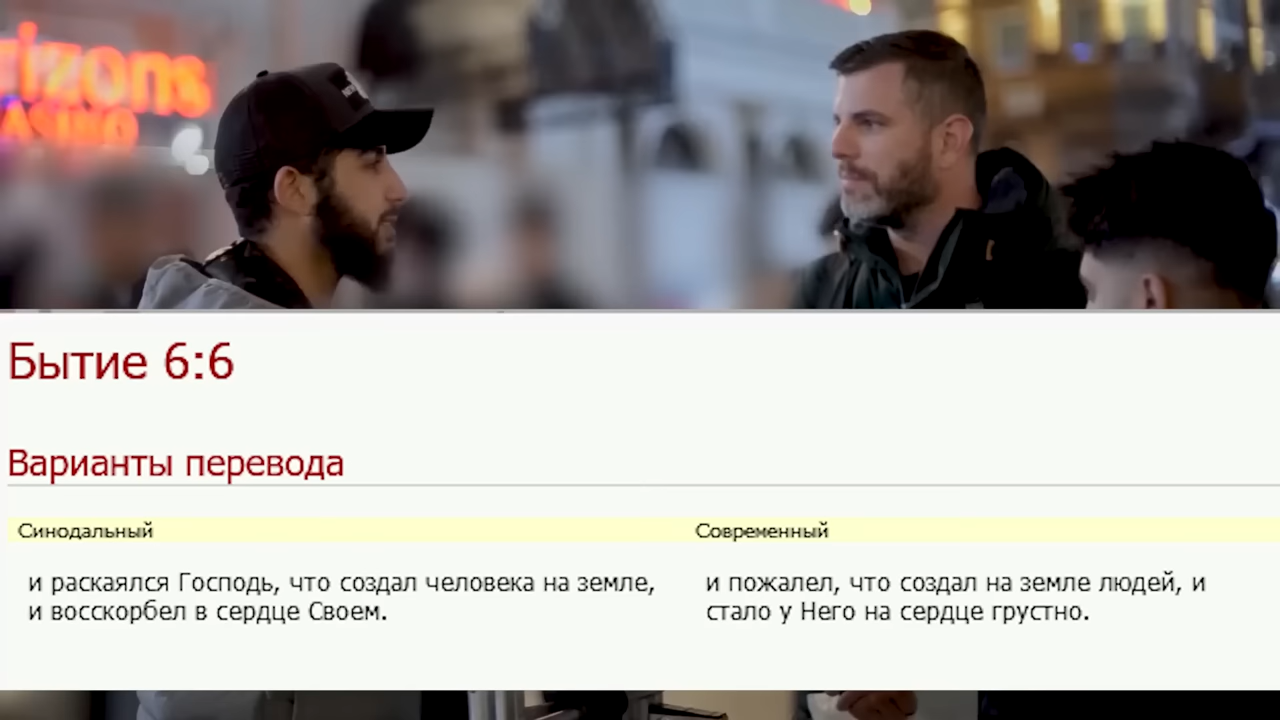 rizons
Бытие 6:6
Варианты перевода
Синодальный
Современный
и раскаялся Господь, что создал человека на земле,
и восскорбел в сердце Своем.
и пожалел, что создал на земле людей, и
стало у Него на сердце грустно.